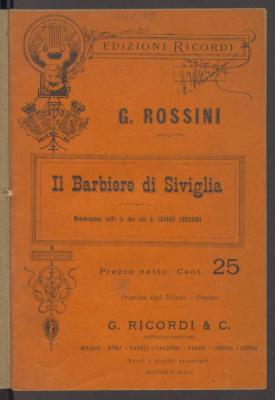 EDIZIONI RICORDI
G. ROSSINI
Il Barbiere di Siviglia
Melodramma buffo in due atti di CESARE STERBINI
Prezzo netto: Cent. 25
Proprietà degli Editori. - Deposto
G. RICORDI & C.
MILANO - ROMA - NAPOLI - PALERMO - PARIGI - LONDRA - LIPSIA
Tutti i diritti riservati.